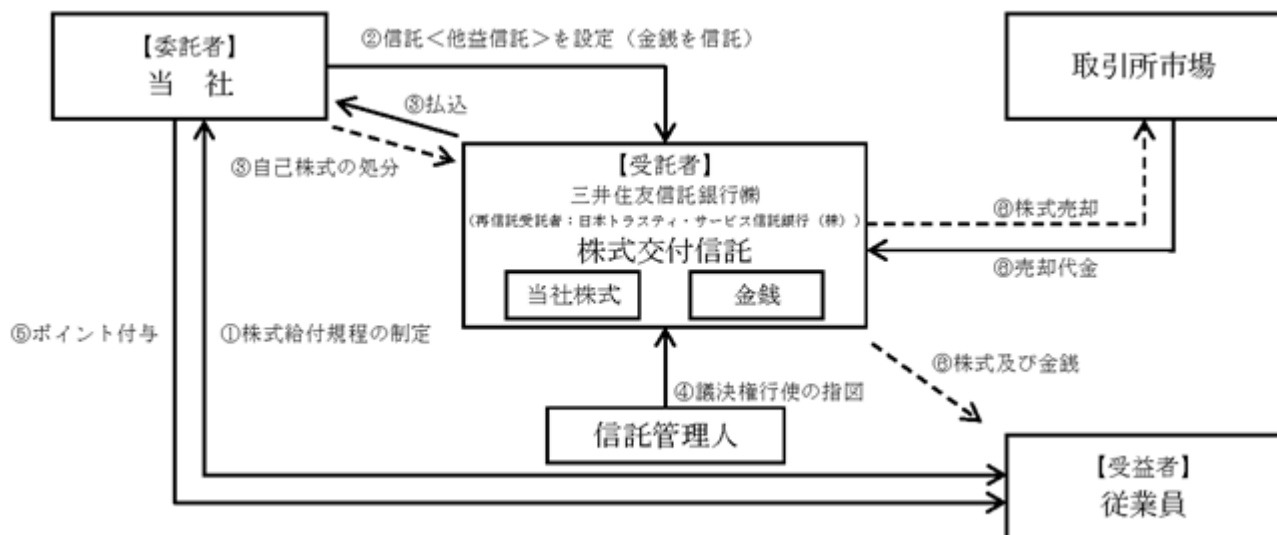 【委託者】
当 社
②信託<他益信託>を設定(金銭を信託)
取引所市場
③払込
③自己株式の処分
【受託者】
三井住友信託銀行㈱
(再信託受託者:日本トラスティ・サービス信託銀行(株))
株式交付信託
当社株式
金銭
⑥株式売却
⑥売却代金
⑤ポイント付与
①株式給付規程の制定
⑥株式及び金銭
④議決権行使の指図
信託管理人
【受益者】
従業員